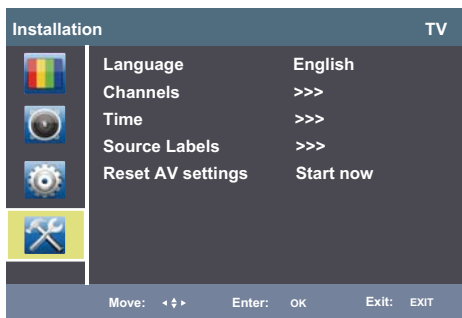 Installation TV
Language English
Channels >>>
Time >>>
Source Labels >>>
Reset AV settings Start now
Move: Enter: OK Exit: EXIT